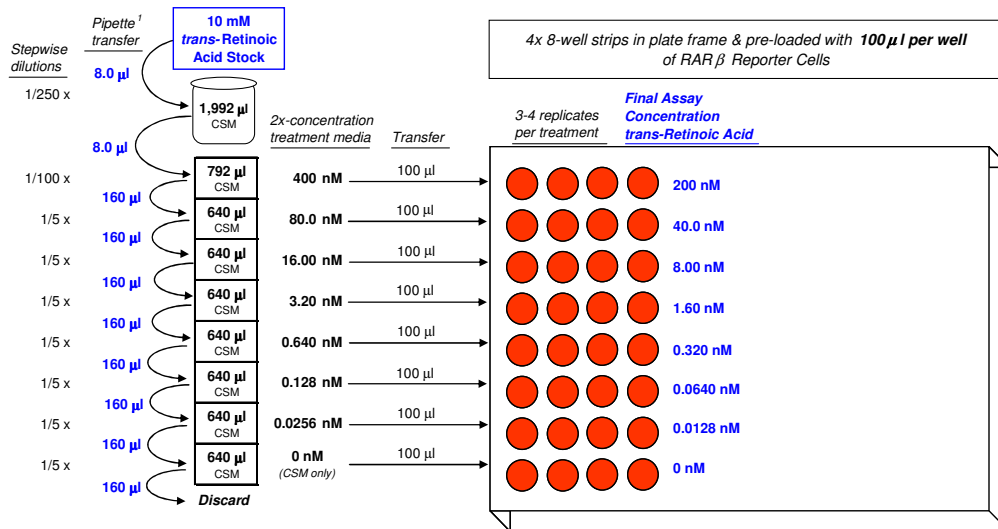 Stepwise
dilutions
Pipette¹
transfer
10 mM
trans-Retinoic
Acid Stock
4x 8-well strips in plate frame & pre-loaded with 100 µl per well
of RAR β Reporter Cells
8.0 µl
1/250 x
1,992 µl
CSM
2x-concentration
treatment media
Transfer
3-4 replicates
per treatment
Final Assay
Concentration
trans-Retinoic Acid
8.0 µl
1/100 x
792 µl
CSM
400 nM
100 µl
200 nM
160 µl
1/5 x
640 µl
CSM
80.0 nM
100 µl
40.0 nM
160 µl
1/5 x
640 µl
CSM
16.00 nM
100 µl
8.00 nM
160 µl
1/5 x
640 µl
CSM
3.20 nM
100 µl
1.60 nM
160 µl
1/5 x
640 µl
CSM
0.640 nM
100 µl
0.320 nM
160 µl
1/5 x
640 µl
CSM
0.128 nM
100 µl
0.0640 nM
160 µl
1/5 x
640 µl
CSM
0.0256 nM
100 µl
0.0128 nM
160 µl
1/5 x
640 µl
CSM
0 nM
(CSM only)
100 µl
0 nM
160 µl
Discard